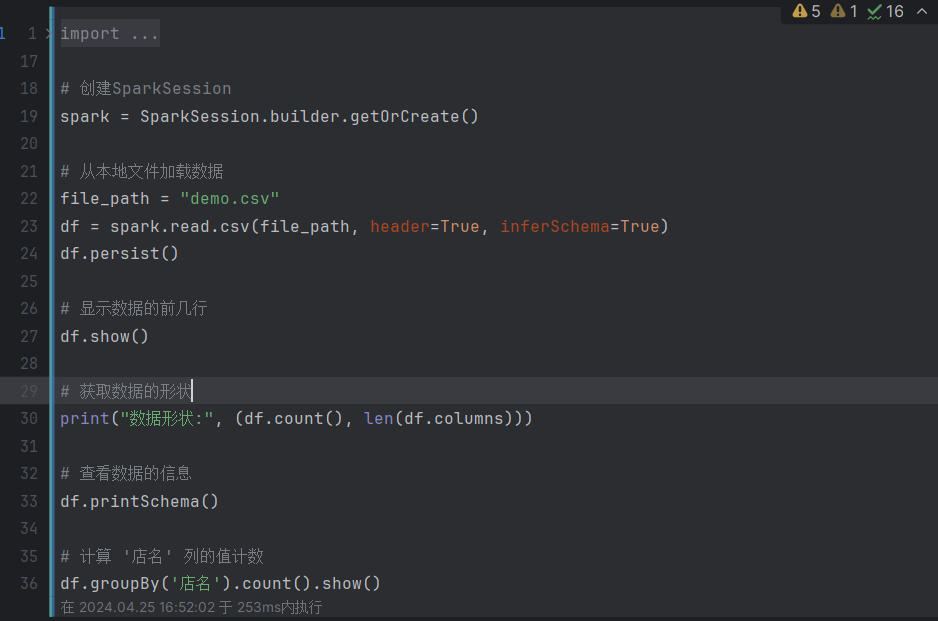 5 1 16
1 1 import ...
17
18 # 创建SparkSession
19 spark = SparkSession.builder.getOrCreate()
20
21 # 从本地文件加载数据
22 file_path = "demo.csv"
23 df = spark.read.csv(file_path, header=True, inferSchema=True)
24 df.persist()
25
26 # 显示数据的前几行
27 df.show()
28
29 # 获取数据的形状
30 print("数据形状:", (df.count(), len(df.columns)))
31
32 # 查看数据的信息
33 df.printSchema()
34
35 # 计算 '店名' 列的值计数
36 df.groupBy('店名').count().show()
在 2024.04.25 16:52:02 于 253ms内执行